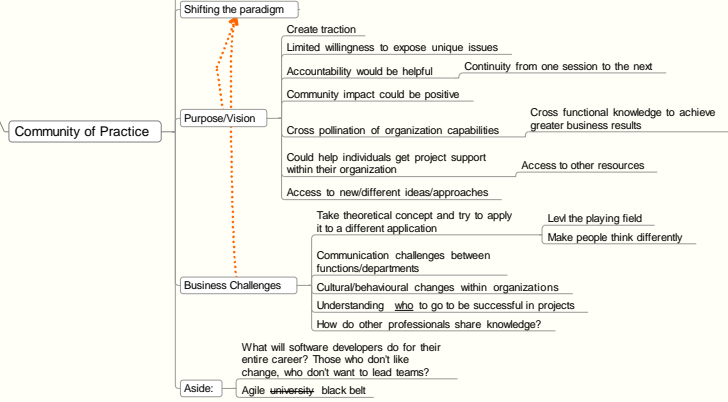 Shifting the paradigm
Create traction
Limited willingness to expose unique issues
Accountability would be helpful
Continuity from one session to the next
Community impact could be positive
Purpose/Vision
Cross functional knowledge to achieve
greater business results
Community of Practice
Cross pollination of organization capabilities
Could help individuals get project support
within their organization
Access to other resources
Access to new/different ideas/approaches
Take theoretical concept and try to apply
it to a different application
Levl the playing field
Make people think differently
Communication challenges between
functions/departments
Business Challenges
Cultural/behavioural changes within organizations
Understanding who to go to be successful in projects
How do other professionals share knowledge?
What will software developers do for their
entire career? Those who don't like
change, who don't want to lead teams?
Aside:
Agile university black belt